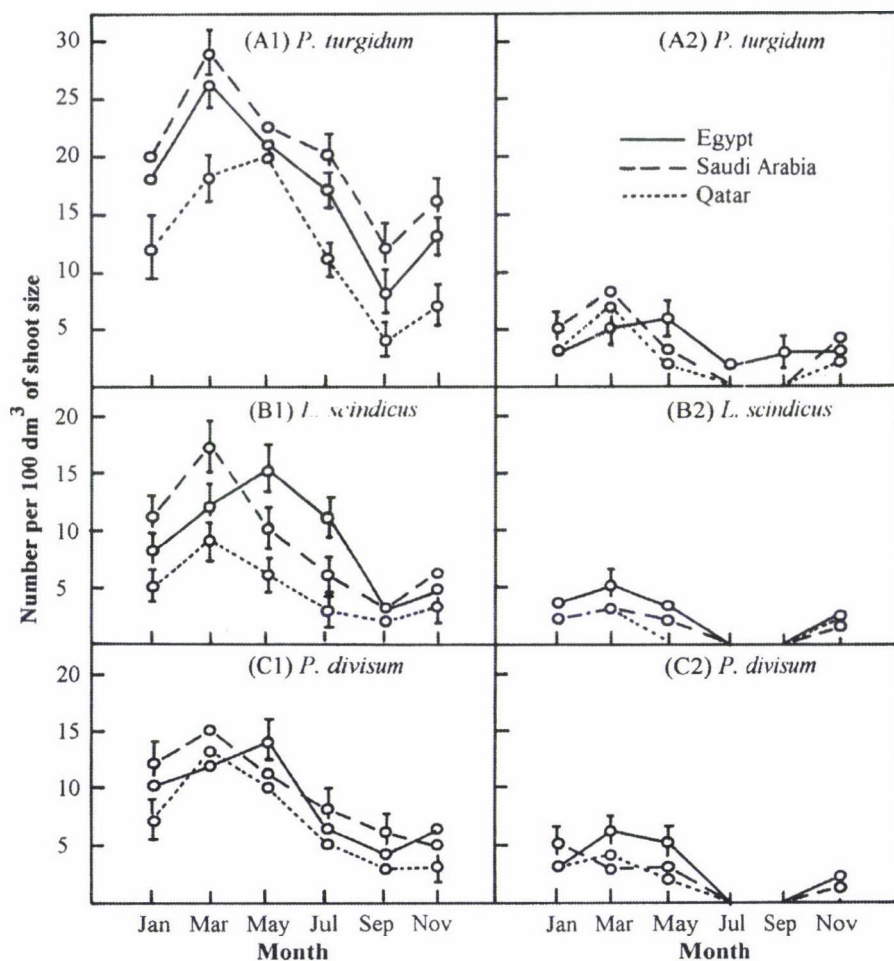 Number per 100 dm³ of shoot size
(A1) P. turgidum
30
25
20
15
10
5
(A2) P. turgidum
Egypt
Saudi Arabia
Qatar
(B1) L. scindicus
20
15
10
5
(B2) L. scindicus
(C1) P. divisum
20
15
10
5
(C2) P. divisum
Jan Mar May Jul Sep Nov
Month
Jan Mar May Jul Sep Nov
Month